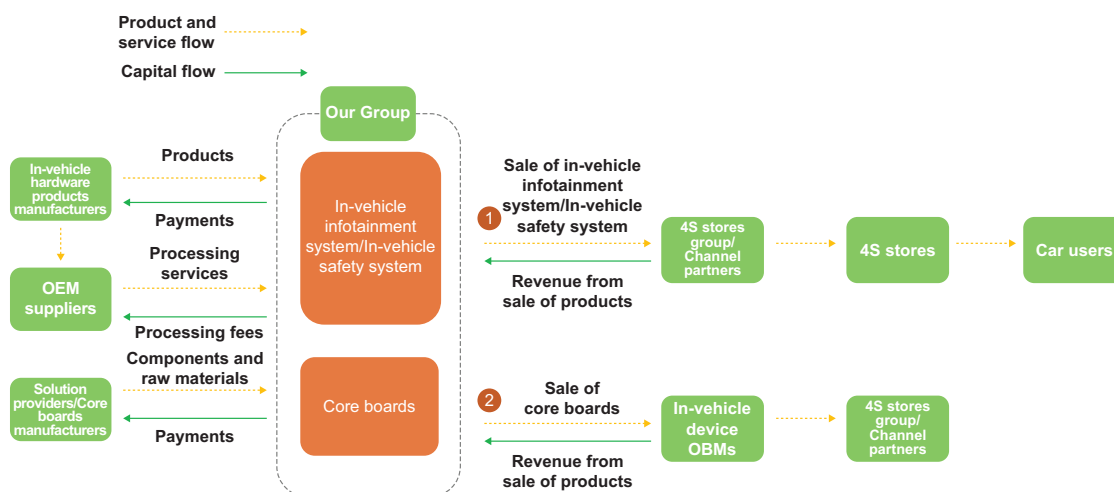 Product and
service flow
Capital flow
Our Group
Products
In-vehicle
hardware
products
manufacturers
Payments
Processing
services
OEM
suppliers
Processing fees
Components and
raw materials
Solution
providers/Core
boards
manufacturers
Payments
In-vehicle
infotainment
system/In-vehicle
safety system
Core boards
1
Sale of in-vehicle
infotainment
system/In-vehicle
safety system
Revenue from
sale of products
4S stores
group/
Channel
partners
4S stores
Car users
2
Sale of
core boards
Revenue from
sale of products
In-vehicle
device
OBMs
4S stores
group/
Channel
partners